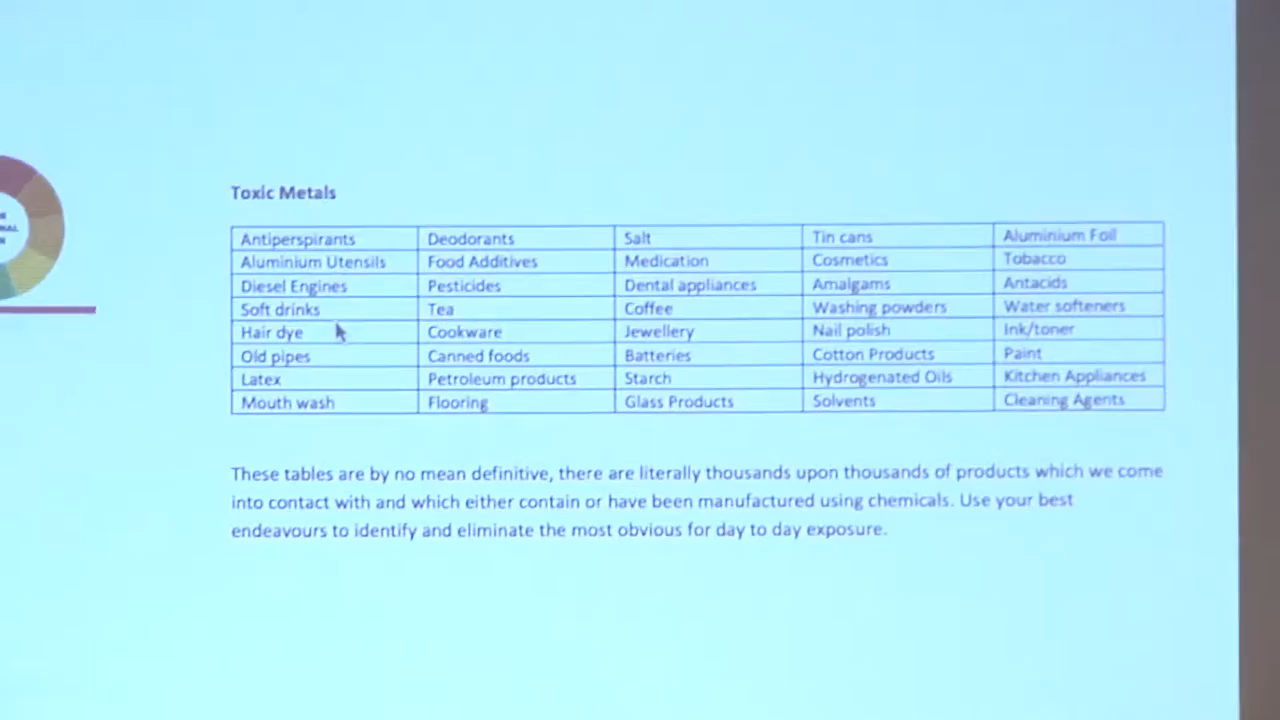 Toxic Metals
Antiperspirants Deodorants Salt Tin cans Aluminium Foil
Aluminium Utensils Food Additives Medication Cosmetics Tobacco
Diesel Engines Pesticides Dental appliances Amalgams Antacids
Soft drinks Tea Coffee Washing powders Water softeners
Hair dye Cookware Jewellery Nail polish Ink/toner
Old pipes Canned foods Batteries Cotton Products Paint
Latex Petroleum products Starch Hydrogenated Oils Kitchen Appliances
Mouth wash Flooring Glass Products Solvents Cleaning Agents
These tables are by no mean definitive, there are literally thousands upon thousands of products which we come
into contact with and which either contain or have been manufactured using chemicals. Use your best
endeavours to identify and eliminate the most obvious for day to day exposure.